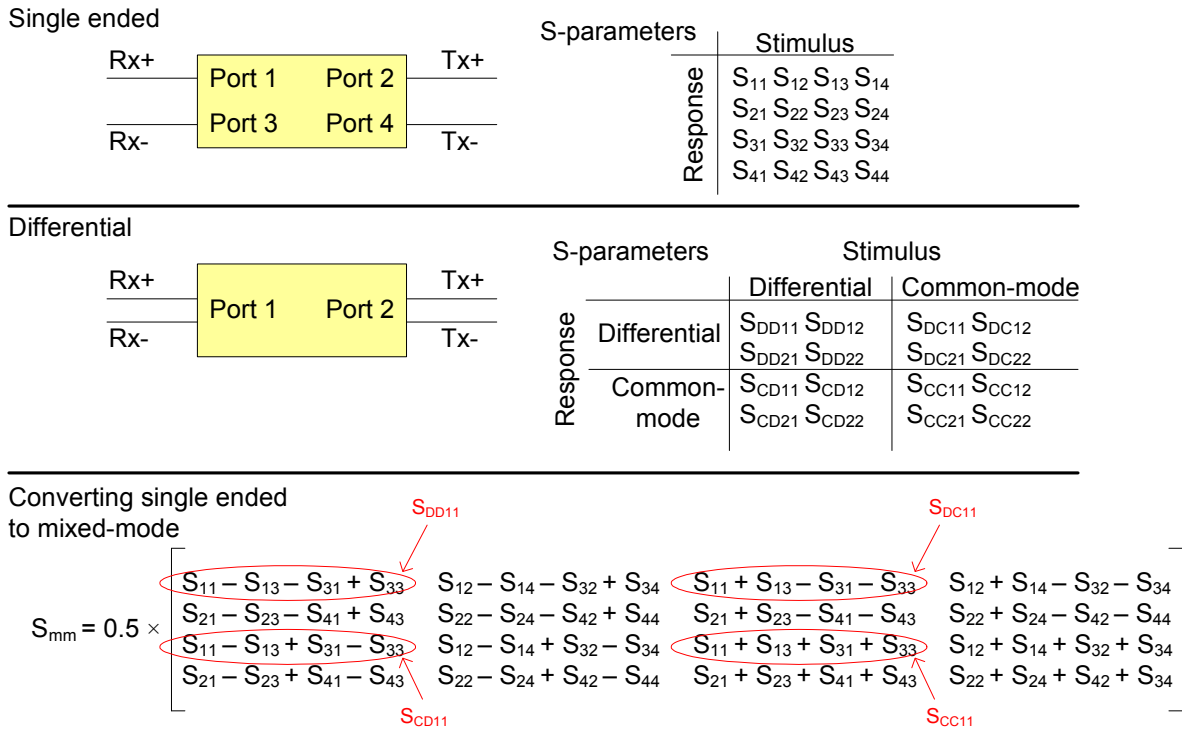 Single ended
Rx+
Port 1 Port 2
Tx+
Rx-
Port 3 Port 4
Tx-
S-parameters
Stimulus
Response
S11 S12 S13 S14
S21 S22 S23 S24
S31 S32 S33 S34
S41 S42 S43 S44
Differential
Rx+
Port 1 Port 2
Tx+
Rx-
Tx-
S-parameters
Stimulus
Differential Common-mode
Response
Differential
SDD11 SDD12 SDC11 SDC12
SDD21 SDD22 SDC21 SDC22
Common-
mode
SCD11 SCD12 SCC11 SCC12
SCD21 SCD22 SCC21 SCC22
Converting single ended
to mixed-mode
SDD11
SDC11
Smm = 0.5 ×
S11 – S13 – S31 + S33 S12 – S14 – S32 + S34 S11 + S13 – S31 – S33 S12 + S14 – S32 – S34
S21 – S23 – S41 + S43 S22 – S24 – S42 + S44 S21 + S23 – S41 – S43 S22 + S24 – S42 – S44
S11 – S13 + S31 – S33 S12 – S14 + S32 – S34 S11 + S13 + S31 + S33 S12 + S14 + S32 + S34
S21 – S23 + S41 – S43 S22 – S24 + S42 – S44 S21 + S23 + S41 + S43 S22 + S24 + S42 + S34
SCD11
SCC11